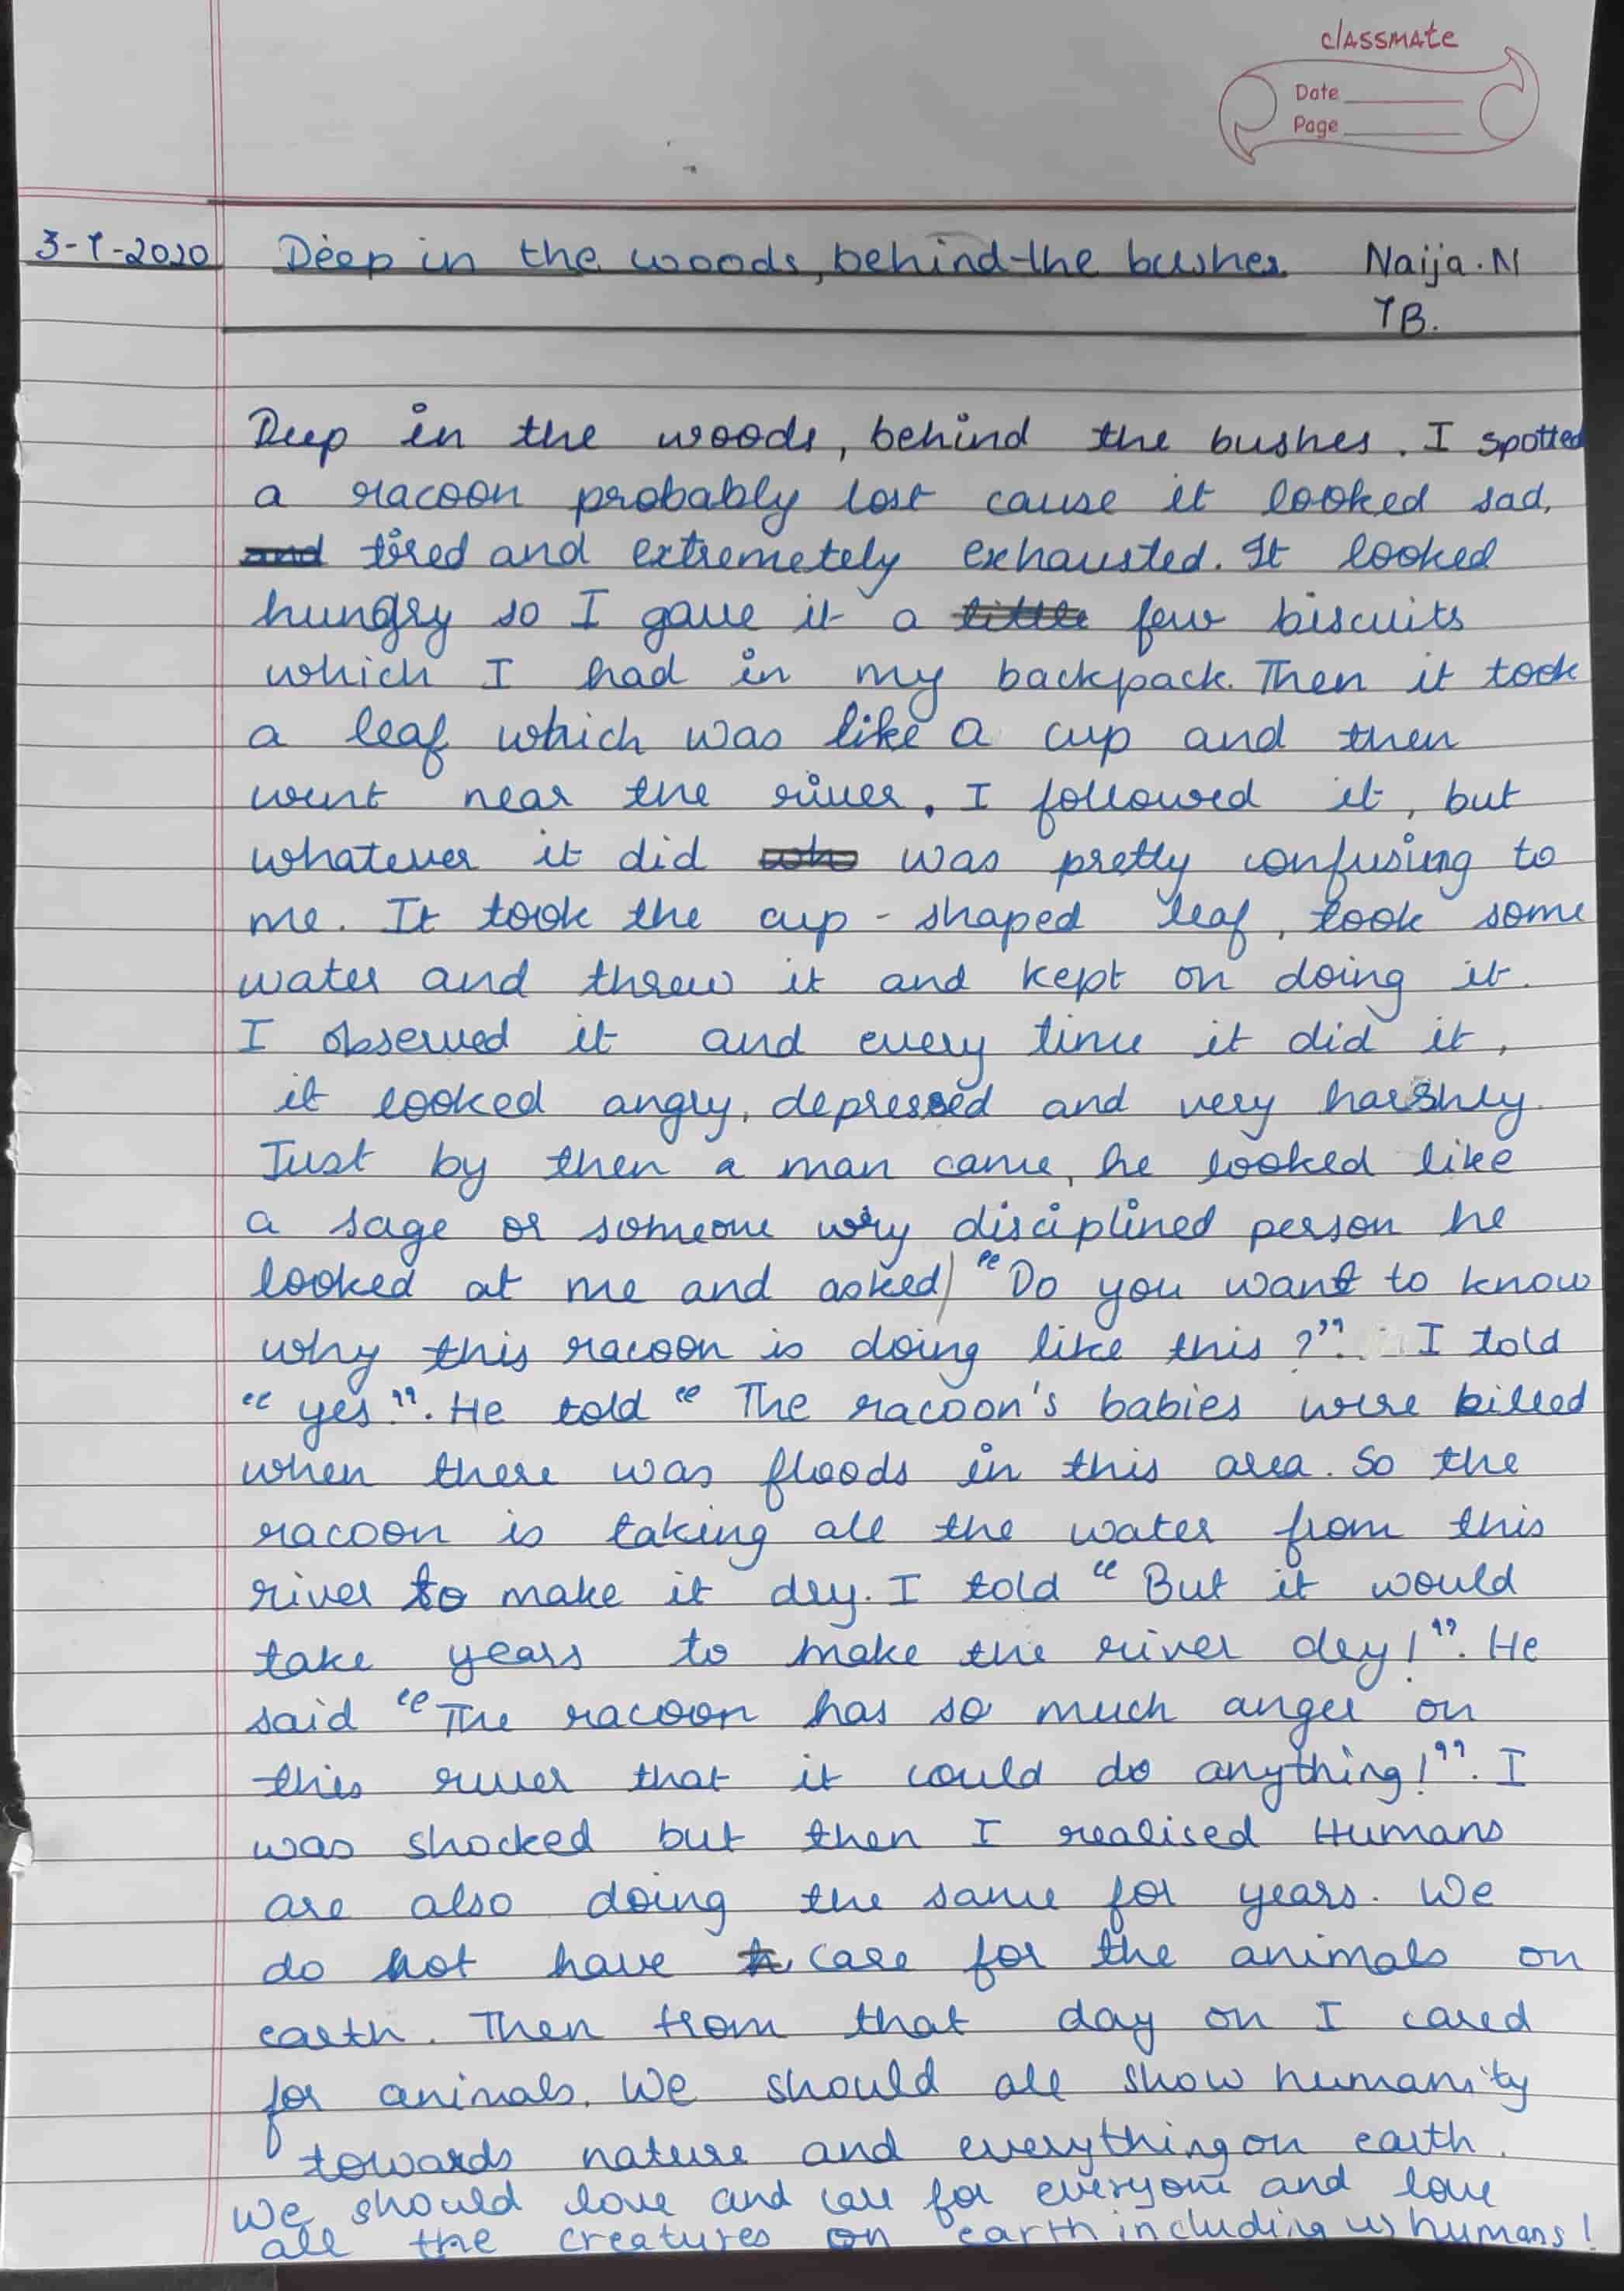 classmate
Date
Page
3-7-2020 Deep in the woods, behind the bushes Naija.N
7B.
Deep in the woods, behind the bushes. I spotted
a racoon probably lost cause it looked sad,
and tired and extremetely exhausted. It looked
hungry so I gave it a little few biscuits
which I had in my backpack. Then it took
a leaf which was like a cup and then
went near the river. I followed it, but
whatever it did wh was pretty confusing to
me. It took the cup - shaped leaf, took some
water and threw it and kept on doing it.
I observed it and every time it did it,
it looked angry, depressed and very harshly.
Just by then a man came, he looked like
a sage or someone very disciplined person he
looked at me and asked, "Do you want to know
why this racoon is doing like this ?". I told
"yes". He told " The racoon's babies were killed
when there was floods in this area. So the
racoon is taking all the water from this
river to make it dry. I told " But it would
take years to make the river dry!". He
said "The racoon has so much anger on
this river that it could do anything!". I
was shocked but then I realised Humans
are also doing the same for years. We
do not have care for the animals on
earth. Then from that day on I cared
for animals. We should all show humanity
towards nature and everything on earth.
We should love and care for everyone and love
all the creatures on earth including us humans!